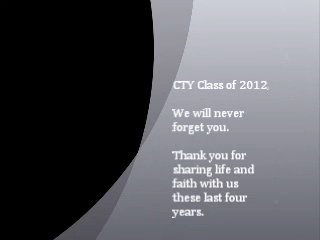 CTY Class of 2012,
We will never
forget you.
Thank you for
sharing life and
faith with us
these last four
years.